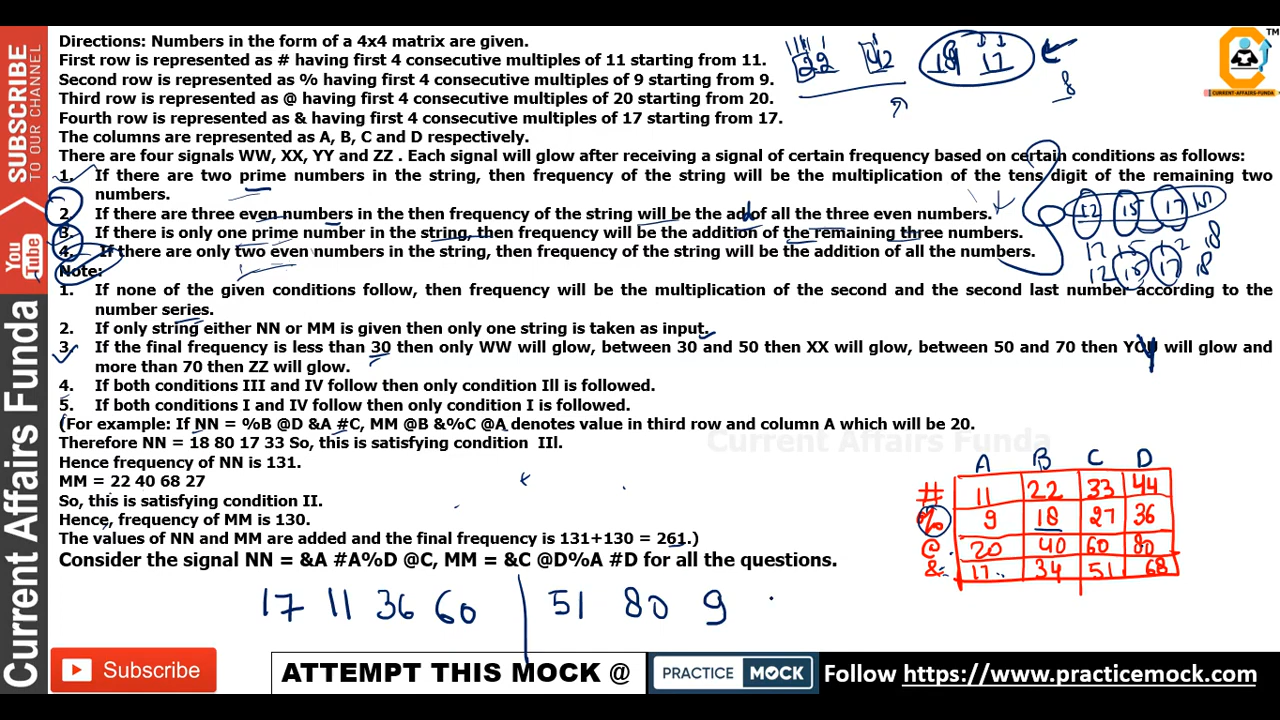 SUBSCRIBE
TO OUR CHANNEL
You Tube
Current Affairs Funda
TM
CURRENT-AFFAIRS-FUNDA
Directions: Numbers in the form of a 4x4 matrix are given.
First row is represented as # having first 4 consecutive multiples of 11 starting from 11.
Second row is represented as % having first 4 consecutive multiples of 9 starting from 9.
Third row is represented as @ having first 4 consecutive multiples of 20 starting from 20.
Fourth row is represented as & having first 4 consecutive multiples of 17 starting from 17.
The columns are represented as A, B, C and D respectively.
There are four signals WW, XX, YY and ZZ . Each signal will glow after receiving a signal of certain frequency based on certain conditions as follows:
1. If there are two prime numbers in the string, then frequency of the string will be the multiplication of the tens digit of the remaining two
numbers.
2. If there are three even numbers in the then frequency of the string will be the ad of all the three even numbers.
3. If there is only one prime number in the string, then frequency will be the addition of the remaining three numbers.
4. If there are only two even numbers in the string, then frequency of the string will be the addition of all the numbers.
Note:
1. If none of the given conditions follow, then frequency will be the multiplication of the second and the second last number according to the
number series.
2. If only string either NN or MM is given then only one string is taken as input.
3. If the final frequency is less than 30 then only WW will glow, between 30 and 50 then XX will glow, between 50 and 70 then YOU will glow and
more than 70 then ZZ will glow.
4. If both conditions III and IV follow then only condition Ill is followed.
5. If both conditions I and IV follow then only condition I is followed.
(For example: If NN = %B @D &A #C, MM @B &%C @A denotes value in third row and column A which will be 20.
Therefore NN = 18 80 17 33 So, this is satisfying condition IIl.
Hence frequency of NN is 131.
MM = 22 40 68 27
So, this is satisfying condition II.
Hence, frequency of MM is 130.
The values of NN and MM are added and the final frequency is 131+130 = 261.)
Consider the signal NN = &A #A%D @C, MM = &C @D%A #D for all the questions.
A B C D
# 11 22 33 44
% 9 18 27 36
@ 20 40 60 80
& 17 34 51 68
17 11 36 60 51 80 9
Current Affairs Funda
Subscribe
ATTEMPT THIS MOCK @
PRACTICE MOCK
Follow https://www.practicemock.com